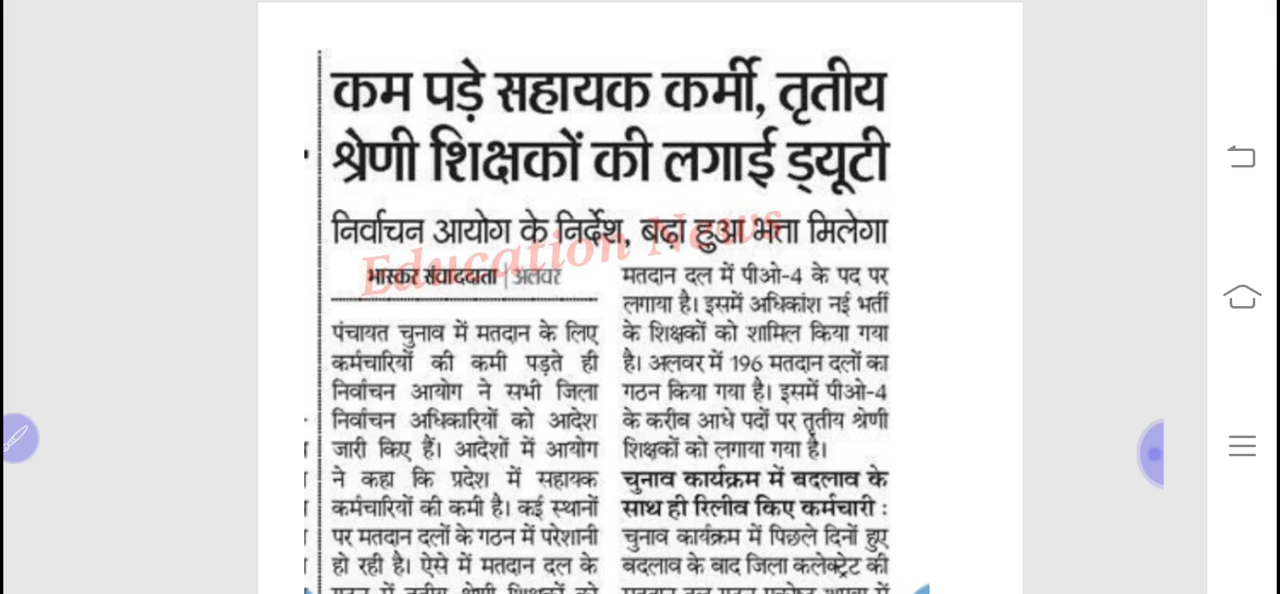 कम पड़े सहायक कर्मी, तृतीय
श्रेणी शिक्षकों की लगाई ड्यूटी
निर्वाचन आयोग के निर्देश, बढ़ा हुआ भत्ता मिलेगा
Education News
भास्कर संवाददाता | अलवर
पंचायत चुनाव में मतदान के लिए
कर्मचारियों की कमी पड़ते ही
निर्वाचन आयोग ने सभी जिला
निर्वाचन अधिकारियों को आदेश
जारी किए हैं। आदेशों में आयोग
ने कहा कि प्रदेश में सहायक
कर्मचारियों की कमी है। कई स्थानों
पर मतदान दलों के गठन में परेशानी
हो रही है। ऐसे में मतदान दल के
मतदान दल में पीओ-4 के पद पर
लगाया है। इसमें अधिकांश नई भर्ती
के शिक्षकों को शामिल किया गया
है। अलवर में 196 मतदान दलों का
गठन किया गया है। इसमें पीओ-4
के करीब आधे पदों पर तृतीय श्रेणी
शिक्षकों को लगाया गया है।
चुनाव कार्यक्रम में बदलाव के
साथ ही रिलीव किए कर्मचारी :
चुनाव कार्यक्रम में पिछले दिनों हुए
बदलाव के बाद जिला कलेक्ट्रेट की